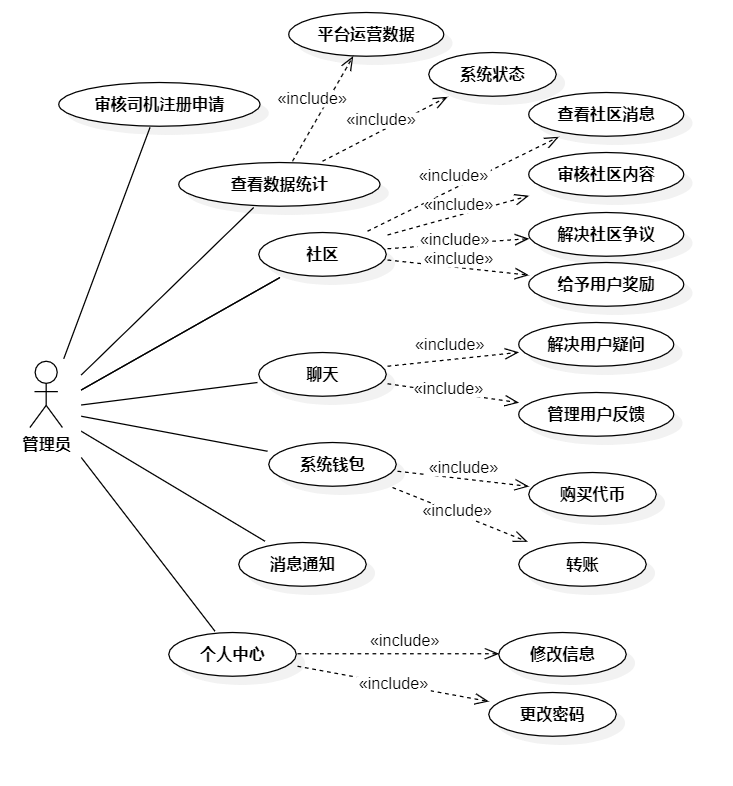 平台运营数据
系统状态
«include»
审核司机注册申请
«include»
查看社区消息
«include»
审核社区内容
查看数据统计
«include»
解决社区争议
«include»
社区
«include»
给予用户奖励
«include»
解决用户疑问
聊天
«include»
管理用户反馈
管理员
系统钱包
«include»
购买代币
«include»
消息通知
转账
«include»
个人中心
修改信息
«include»
更改密码